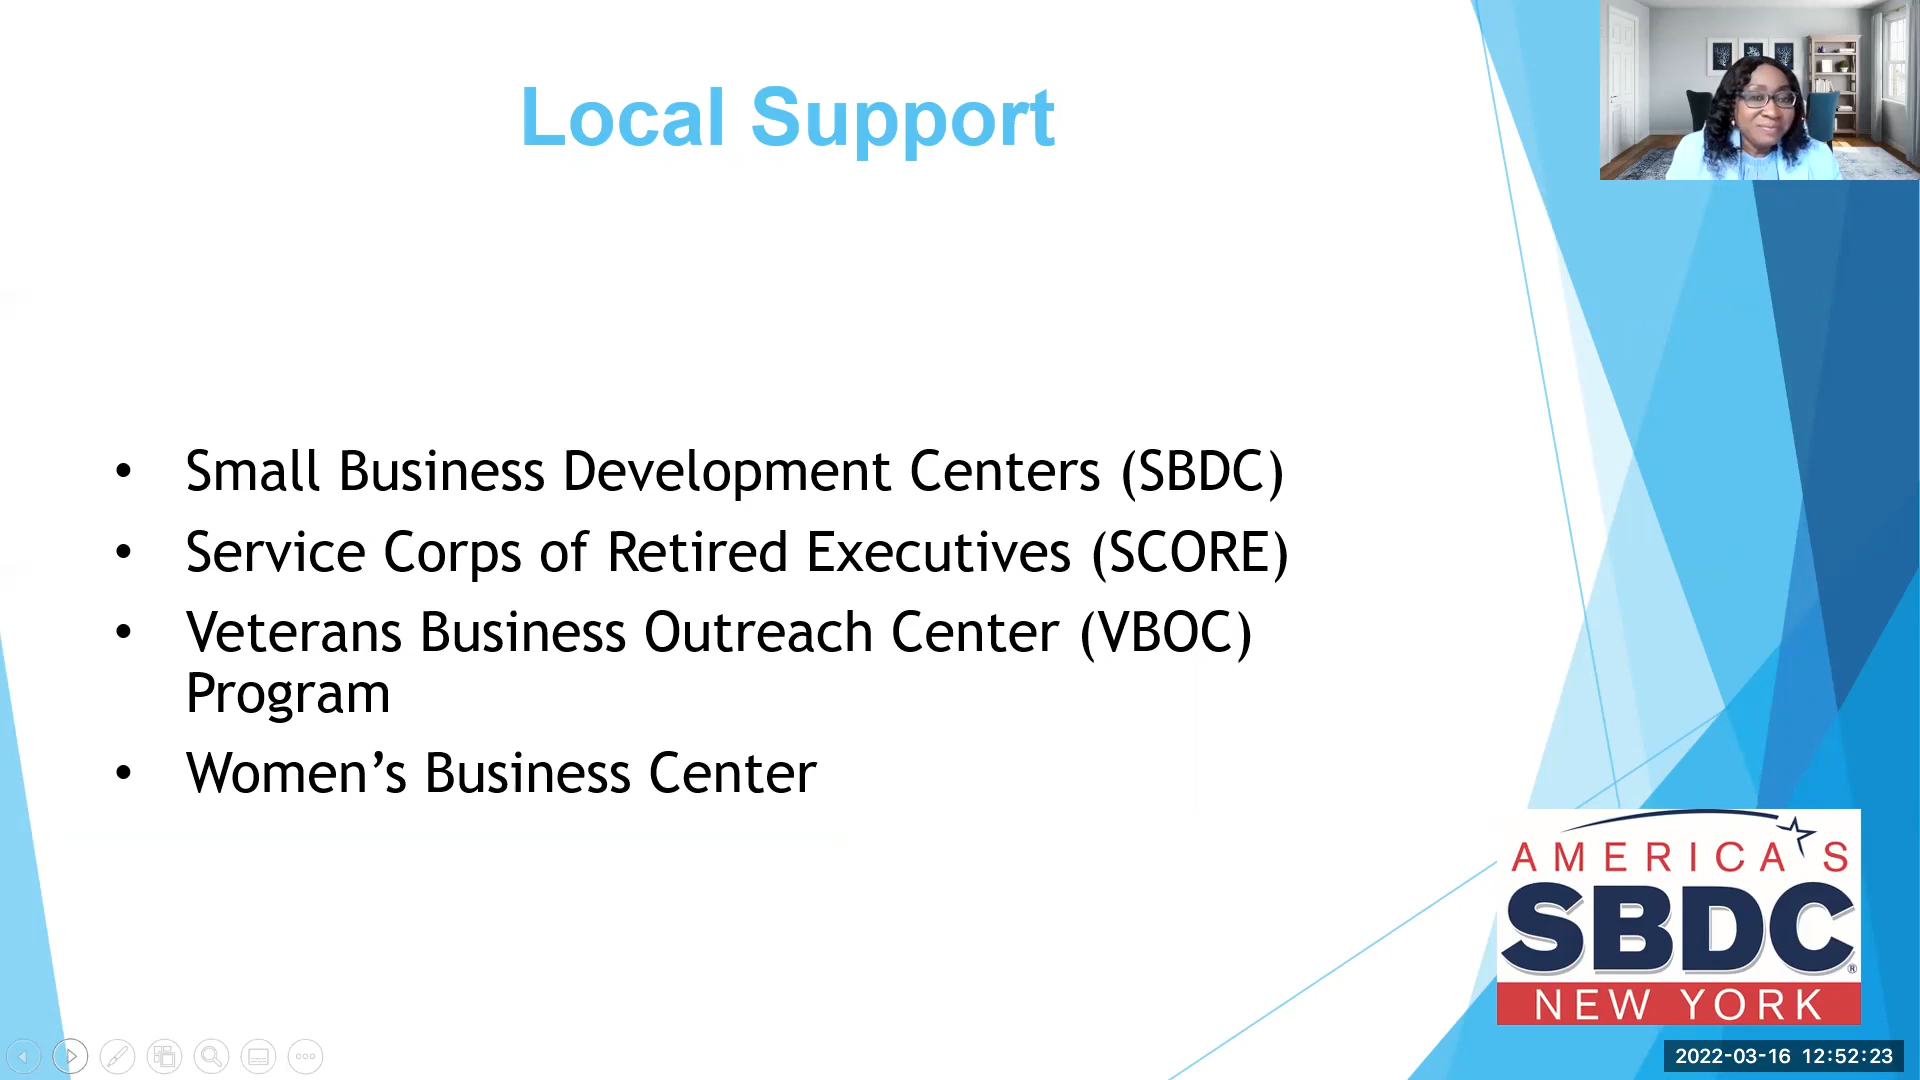 Local Support
• Small Business Development Centers (SBDC)
• Service Corps of Retired Executives (SCORE)
• Veterans Business Outreach Center (VBOC)
Program
• Women’s Business Center
AMERICA'S
SBDC®
NEW YORK
2022-03-16 12:52:23